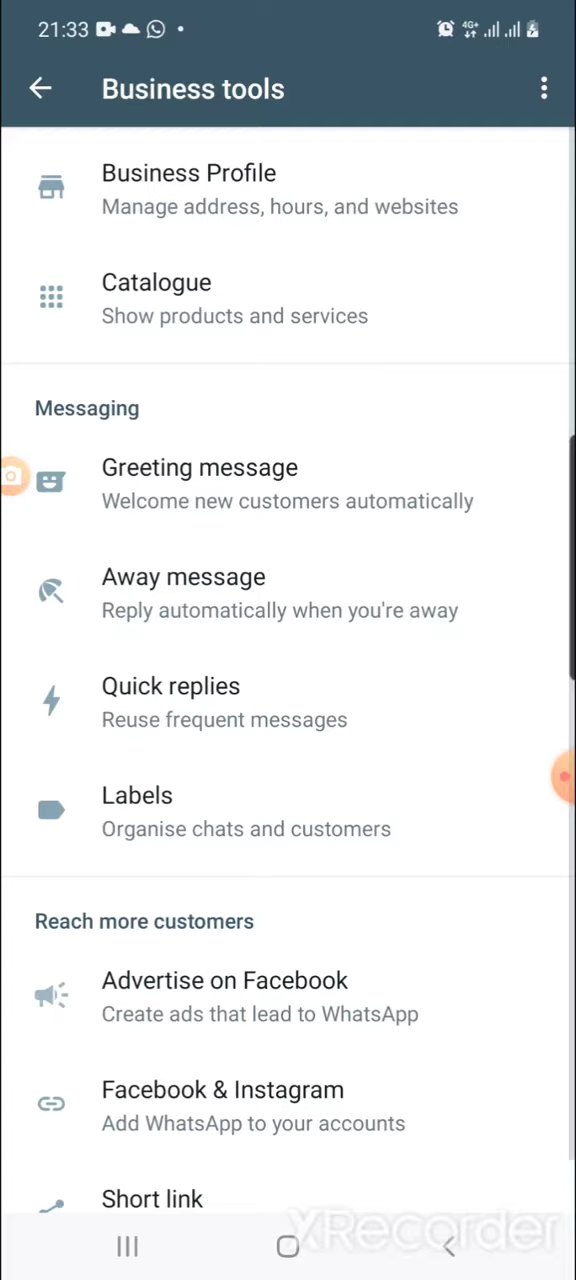 21:33
4G+
Business tools
Business Profile
Manage address, hours, and websites
Catalogue
Show products and services
Messaging
Greeting message
Welcome new customers automatically
Away message
Reply automatically when you're away
Quick replies
Reuse frequent messages
Labels
Organise chats and customers
Reach more customers
Advertise on Facebook
Create ads that lead to WhatsApp
Facebook & Instagram
Add WhatsApp to your accounts
Short link
XRecorder